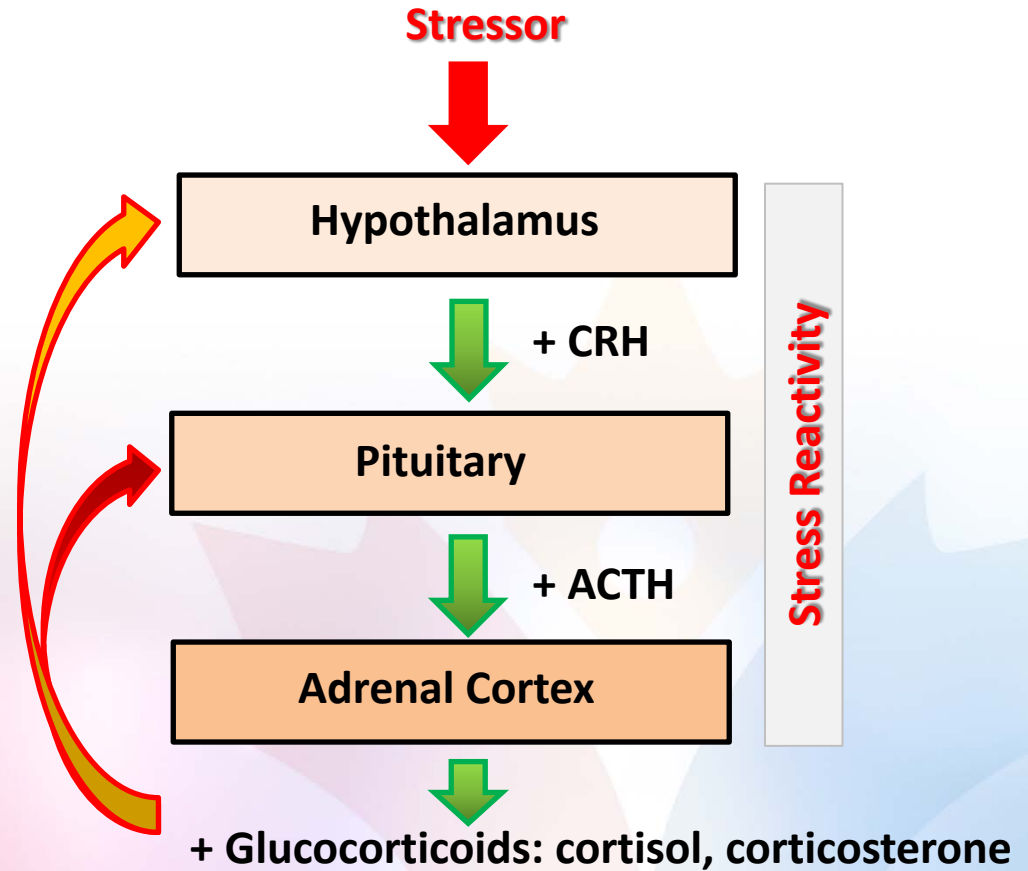 Stressor
Hypothalamus
+ CRH
Pituitary
+ ACTH
Adrenal Cortex
+ Glucocorticoids: cortisol, corticosterone
Stress Reactivity